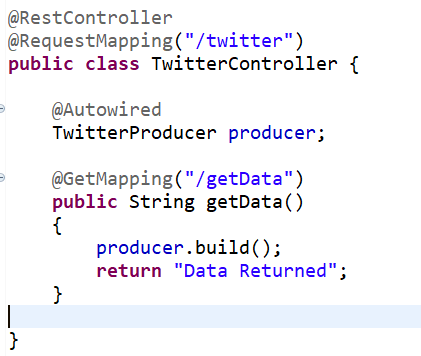 @RestController
@RequestMapping("/twitter")
public class TwitterController {
@Autowired
TwitterProducer producer;
@GetMapping("/getData")
public String getData()
{
producer.build();
return "Data Returned";
}
}